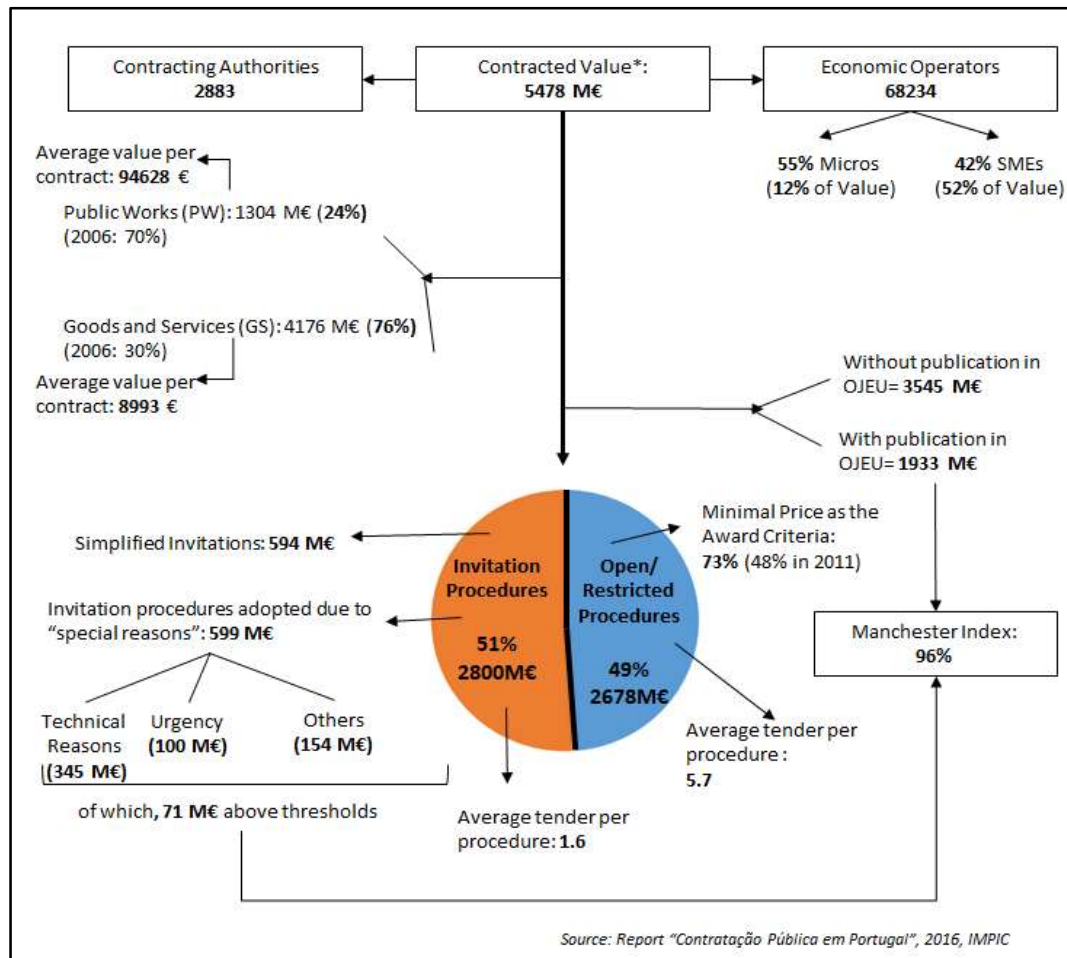 Contracting Authorities
2883
Contracted Value*:
5478 M€
Economic Operators
68234
55% Micros
(12% of Value)
42% SMEs
(52% of Value)
Average value per
contract: 94628 €
Public Works (PW): 1304 M€ (24%)
(2006: 70%)
Goods and Services (GS): 4176 M€ (76%)
(2006: 30%)
Average value per
contract: 8993 €
Without publication in
OJEU= 3545 M€
With publication in
OJEU= 1933 M€
Simplified Invitations: 594 M€
Invitation procedures adopted due to
“special reasons”: 599 M€
Technical
Reasons
(345 M€)
Urgency
(100 M€)
Others
(154 M€)
of which, 71 M€ above thresholds
Invitation
Procedures
51%
2800M€
Open/
Restricted
Procedures
49%
2678M€
Minimal Price as the
Award Criteria:
73% (48% in 2011)
Manchester Index:
96%
Average tender per
procedure :
5.7
Average tender per
procedure: 1.6
Source: Report “Contratação Pública em Portugal”, 2016, IMPIC